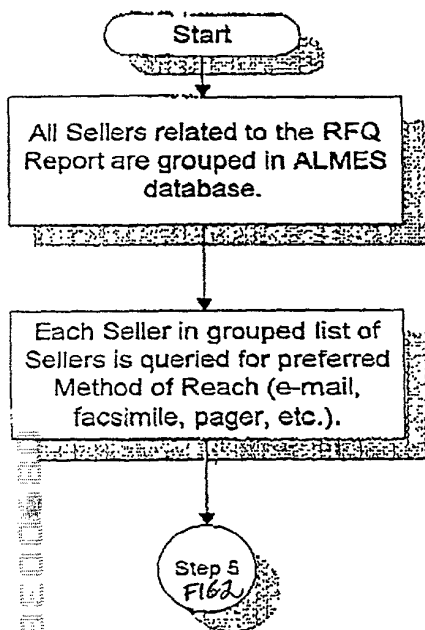 Start
All Sellers related to the RFQ
Report are grouped in ALMES
database.
Each Seller in grouped list of
Sellers is queried for preferred
Method of Reach (e-mail,
facsimile, pager, etc.).
Step 5
FIG2